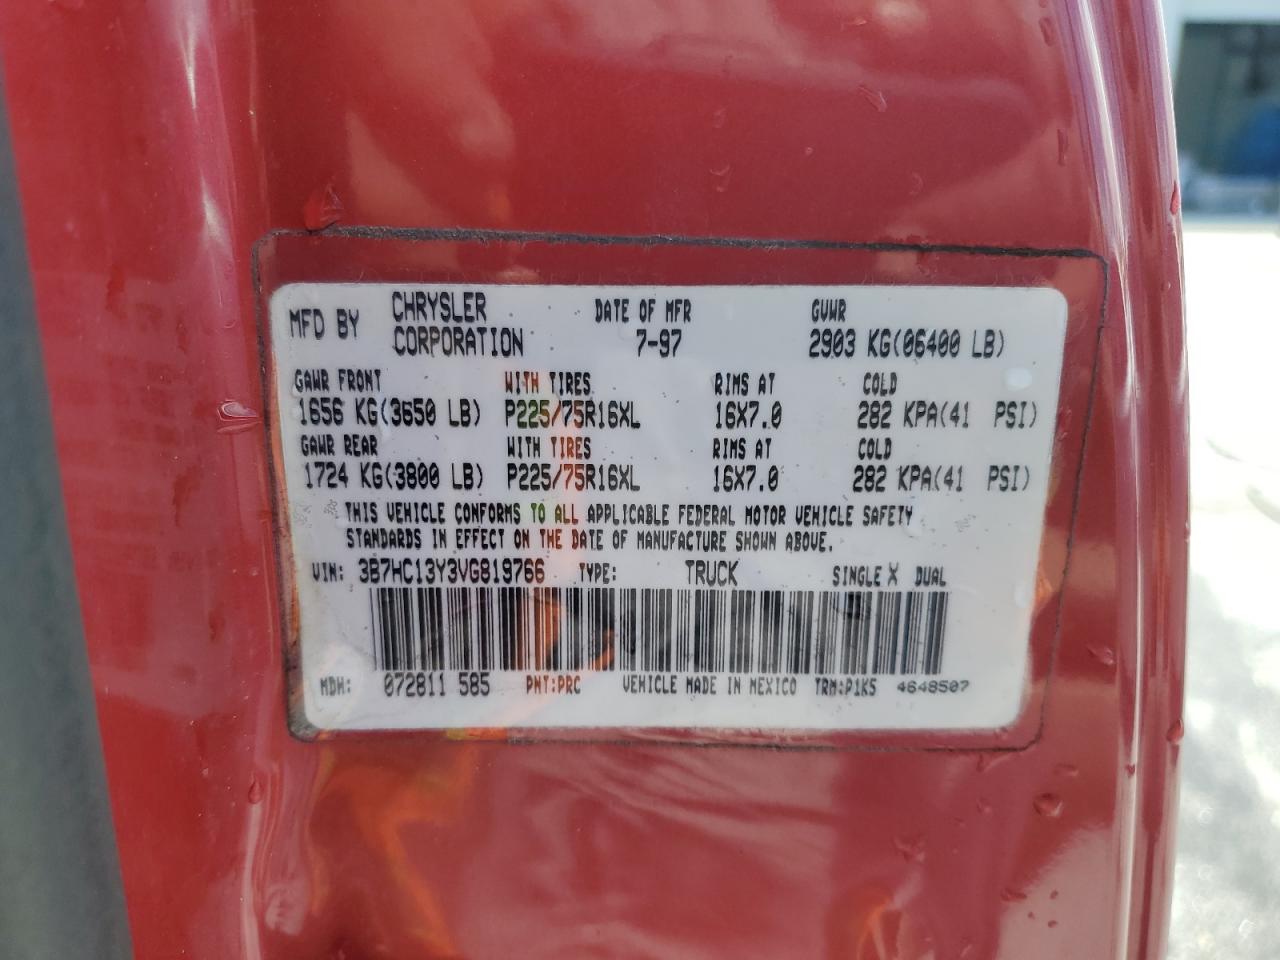 MFD BY CHRYSLER CORPORATION DATE OF MFR 7-97 GVWR 2903 KG(06400 LB)
GAWR FRONT WITH TIRES RIMS AT COLD
1656 KG(3650 LB) P225/75R16XL 16X7.0 282 KPA(41 PSI)
GAWR REAR WITH TIRES RIMS AT COLD
1724 KG(3800 LB) P225/75R16XL 16X7.0 282 KPA(41 PSI)
THIS VEHICLE CONFORMS TO ALL APPLICABLE FEDERAL MOTOR VEHICLE SAFETY
STANDARDS IN EFFECT ON THE DATE OF MANUFACTURE SHOWN ABOVE.
VIN: 3B7HC13Y3VG819766 TYPE: TRUCK SINGLE X DUAL
MDH: 072811 585 PNT:PRC VEHICLE MADE IN MEXICO TRM:P1K5 4648507